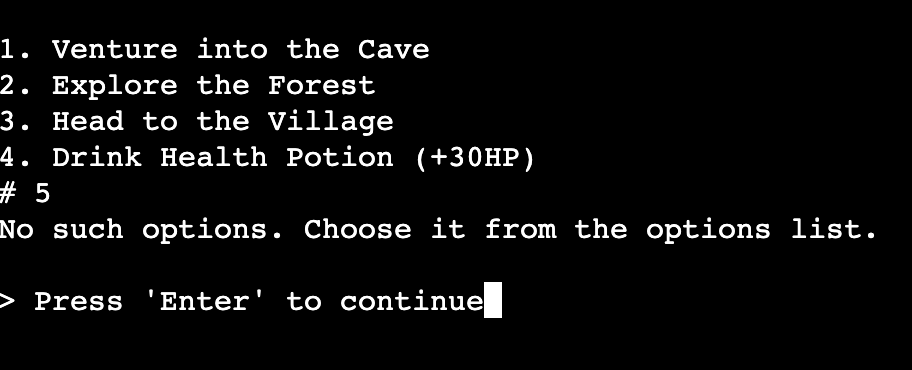 1. Venture into the Cave
2. Explore the Forest
3. Head to the Village
4. Drink Health Potion (+30HP)
# 5
No such options. Choose it from the options list.
> Press 'Enter' to continue